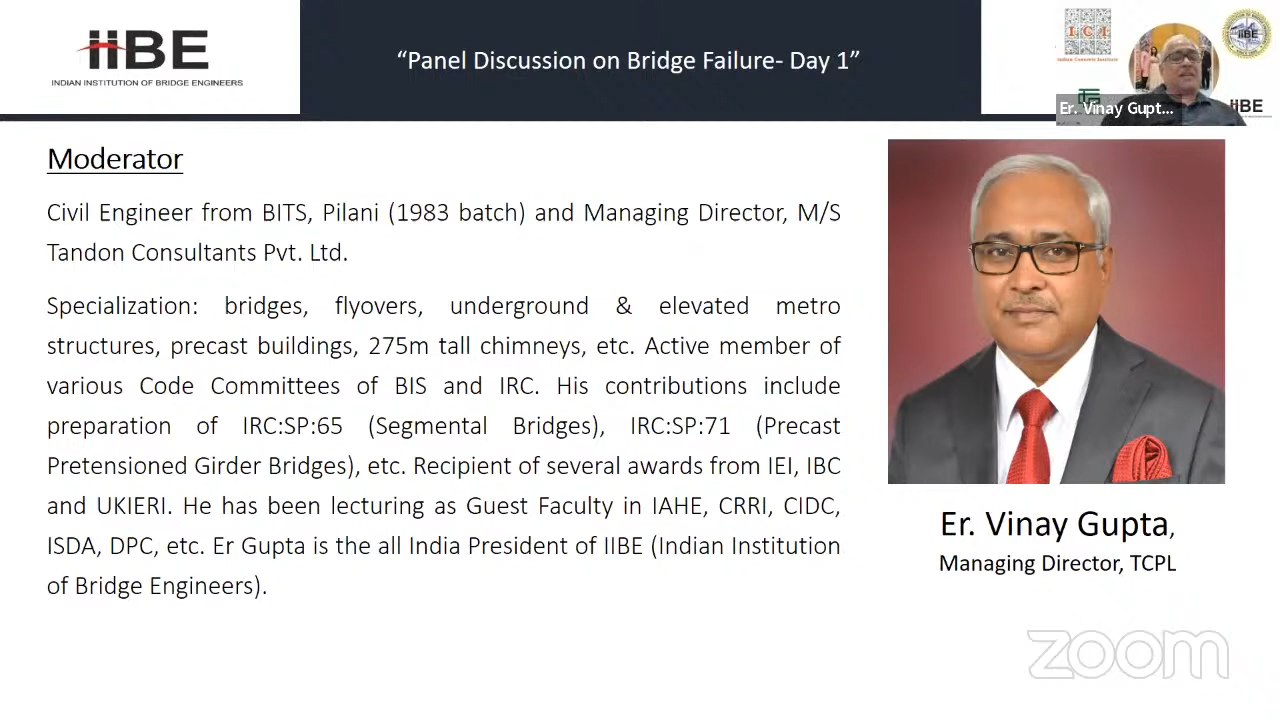 iiBE
INDIAN INSTITUTION OF BRIDGE ENGINEERS
“Panel Discussion on Bridge Failure- Day 1”
ICI
Indian Concrete Institute
Er. Vinay Gupt...
iiBE
iiBE
Moderator
Civil Engineer from BITS, Pilani (1983 batch) and Managing Director, M/S
Tandon Consultants Pvt. Ltd.
Specialization: bridges, flyovers, underground & elevated metro
structures, precast buildings, 275m tall chimneys, etc. Active member of
various Code Committees of BIS and IRC. His contributions include
preparation of IRC:SP:65 (Segmental Bridges), IRC:SP:71 (Precast
Pretensioned Girder Bridges), etc. Recipient of several awards from IEI, IBC
and UKIERI. He has been lecturing as Guest Faculty in IAHE, CRRI, CIDC,
ISDA, DPC, etc. Er Gupta is the all India President of IIBE (Indian Institution
of Bridge Engineers).
Er. Vinay Gupta,
Managing Director, TCPL
zoom